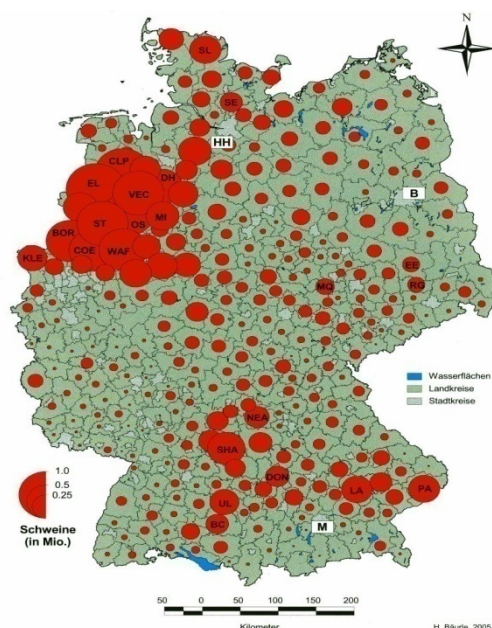 N
SL
SE
HH
CLP
DH
EL
VEC
B
ST
OS
MI
BOR
COE
WAF
KLE
EE
MQ
RG
Wasserflächen
Landkreise
Stadtkreise
NEA
SHA
DON
LA
PA
UL
BC
M
1.0
0.5
0.25
Schweine
(in Mio.)
50 0 50 100 150 200
Kilometer
H. Bäurle, 2005